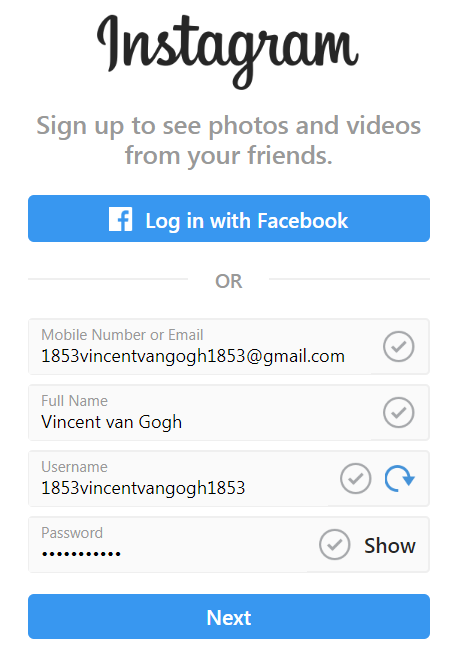 Instagram
Sign up to see photos and videos
from your friends.
Log in with Facebook
OR
Mobile Number or Email
1853vincentvangogh1853@gmail.com
Full Name
Vincent van Gogh
Username
1853vincentvangogh1853
Password
•••••••••••
Show
Next